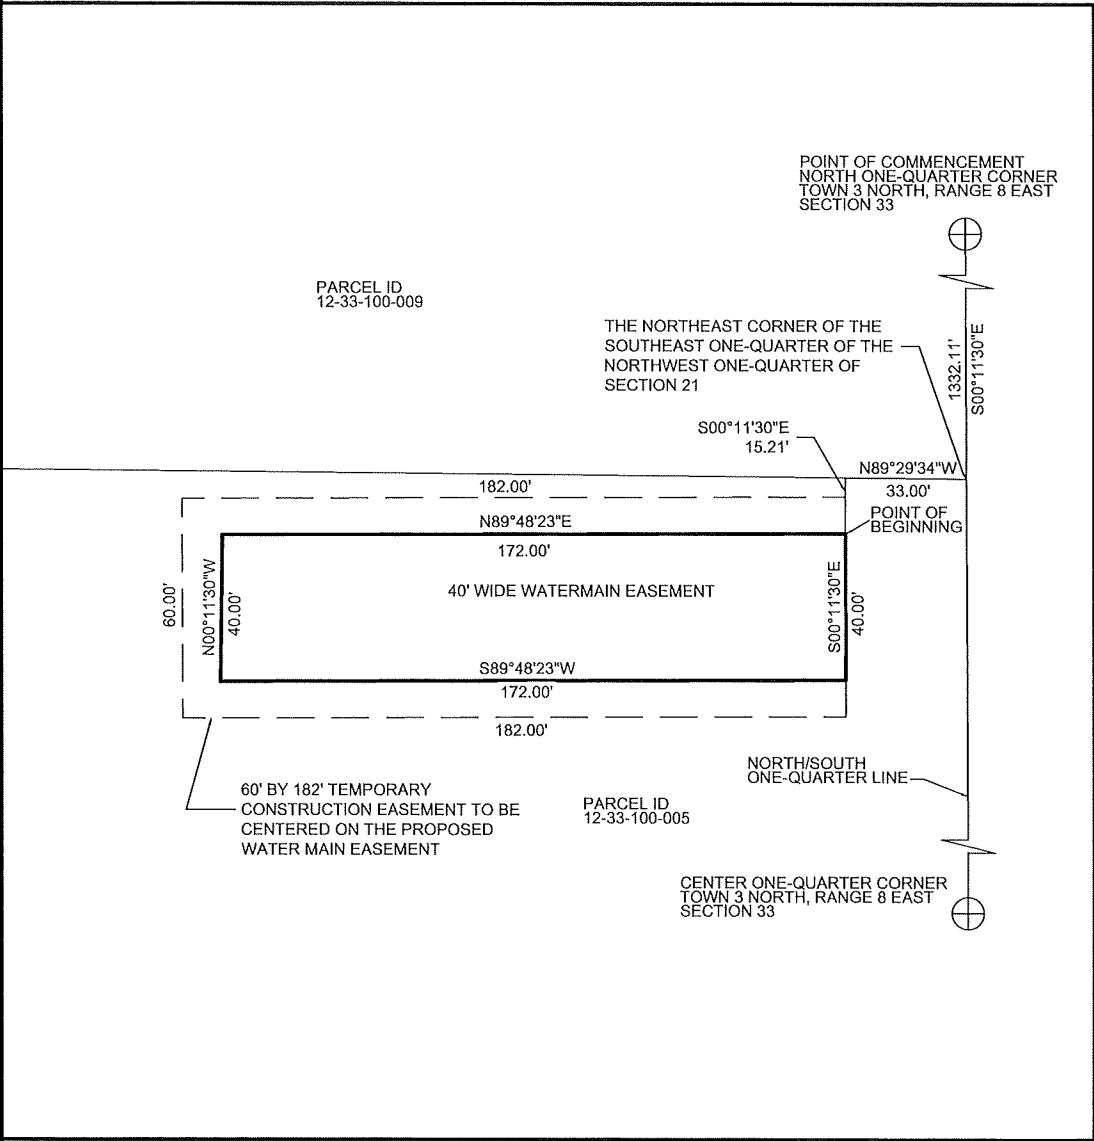 POINT OF COMMENCEMENT
NORTH ONE-QUARTER CORNER
TOWN 3 NORTH, RANGE 8 EAST
SECTION 33
PARCEL ID
12-33-100-009
THE NORTHEAST CORNER OF THE
SOUTHEAST ONE-QUARTER OF THE
NORTHWEST ONE-QUARTER OF
SECTION 21
1332.11'
S00°11'30"E
S00°11'30"E
15.21'
N89°29'34"W
33.00'
182.00'
POINT OF
BEGINNING
N89°48'23"E
172.00'
60.00'
N00°11'30"W
40.00'
40' WIDE WATERMAIN EASEMENT
S00°11'30"E
40.00'
S89°48'23"W
172.00'
182.00'
NORTH/SOUTH
ONE-QUARTER LINE
60' BY 182' TEMPORARY
CONSTRUCTION EASEMENT TO BE
CENTERED ON THE PROPOSED
WATER MAIN EASEMENT
PARCEL ID
12-33-100-005
CENTER ONE-QUARTER CORNER
TOWN 3 NORTH, RANGE 8 EAST
SECTION 33